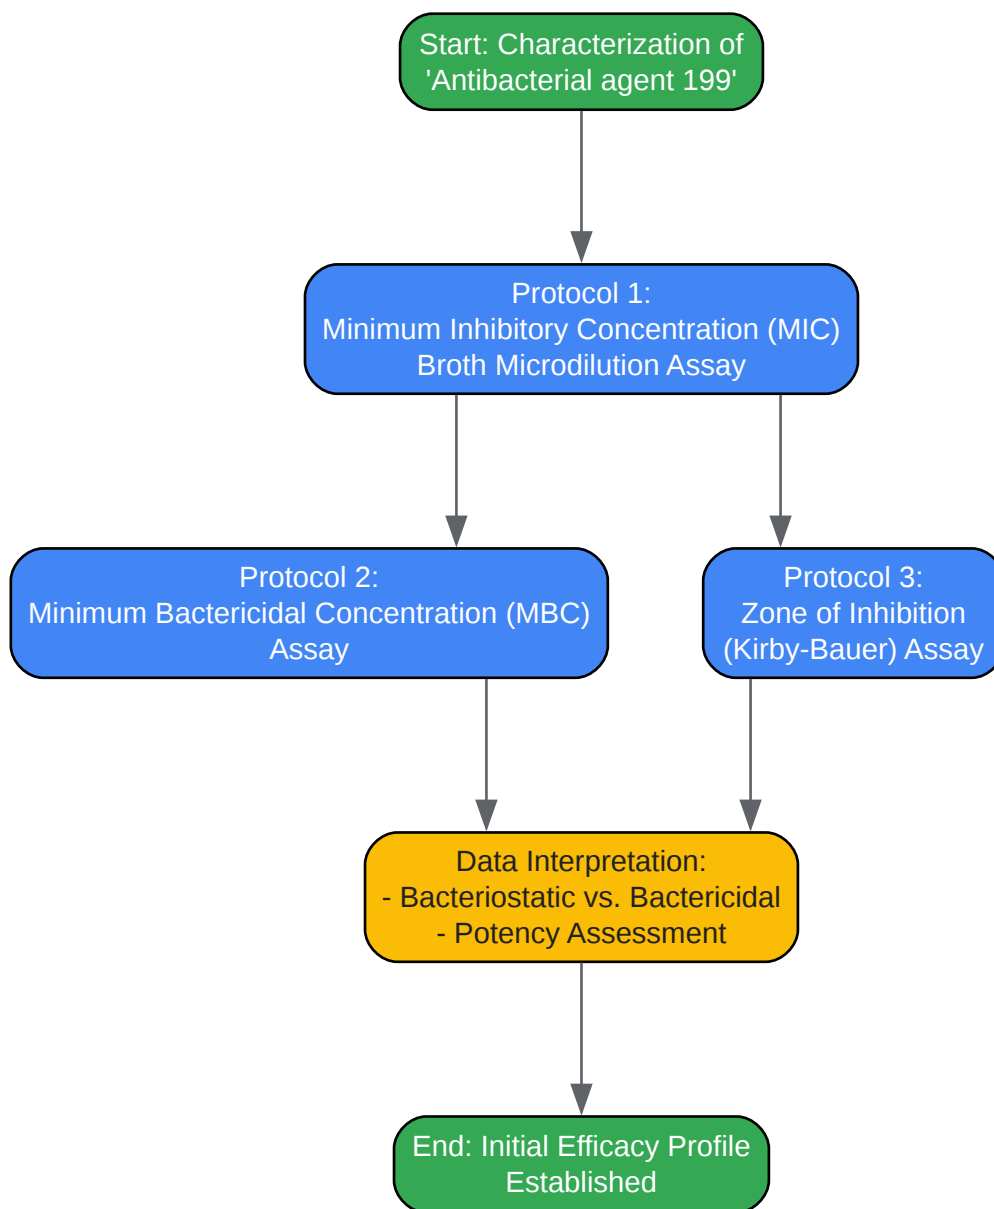 Start: Characterization of
'Antibacterial agent 199'
Protocol 1:
Minimum Inhibitory Concentration (MIC)
Broth Microdilution Assay
Protocol 2:
Minimum Bactericidal Concentration (MBC)
Assay
Protocol 3:
Zone of Inhibition
(Kirby-Bauer) Assay
Data Interpretation:
- Bacteriostatic vs. Bactericidal
- Potency Assessment
End: Initial Efficacy Profile
Established